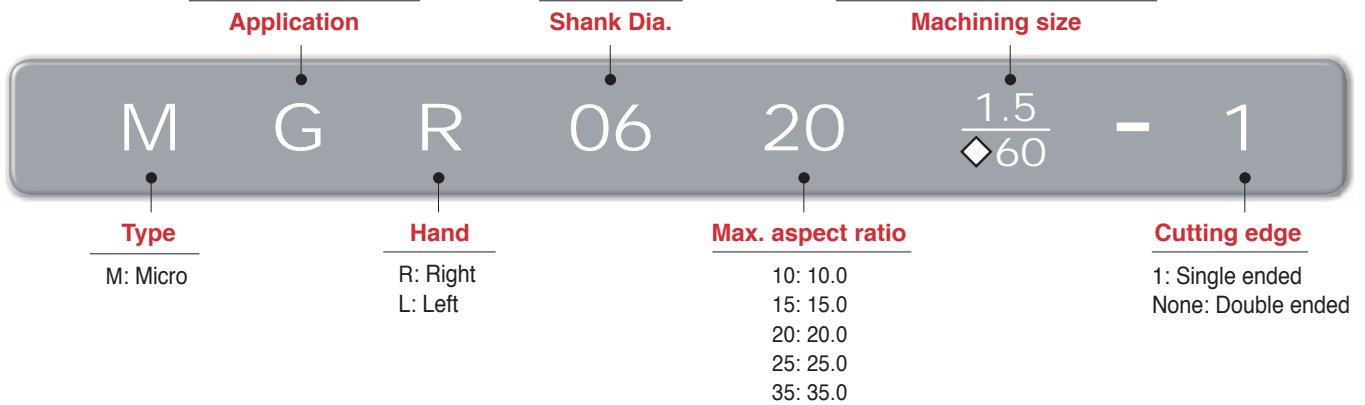 Application Shank Dia. Machining size
M G R 06 20 1.5/◇60 - 1
Type Hand Max. aspect ratio Cutting edge
M: Micro R: Right 10: 10.0 1: Single ended
L: Left 15: 15.0 None: Double ended
20: 20.0
25: 25.0
35: 35.0